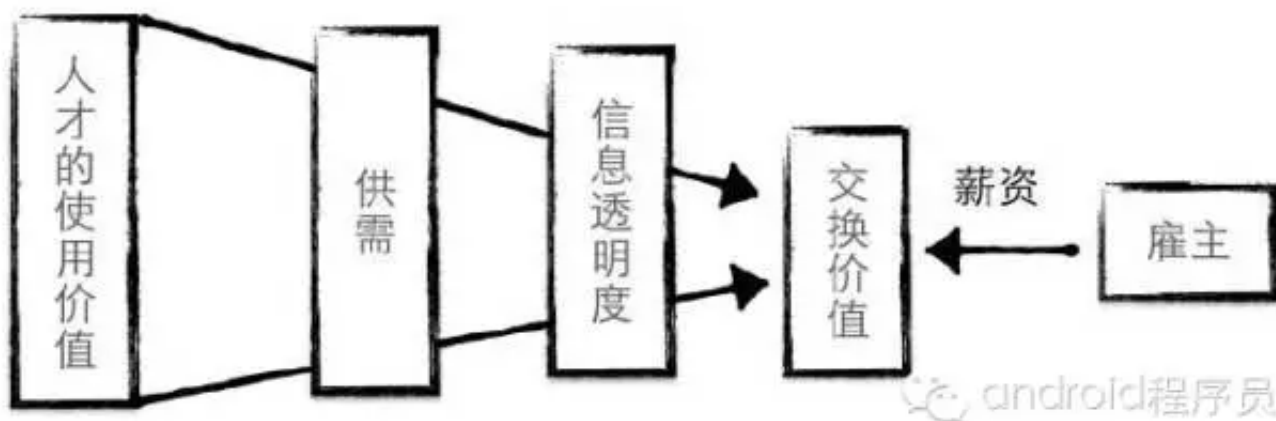 人才的使用价值
供需
信息透明度
交换价值
薪资
雇主
android程序员